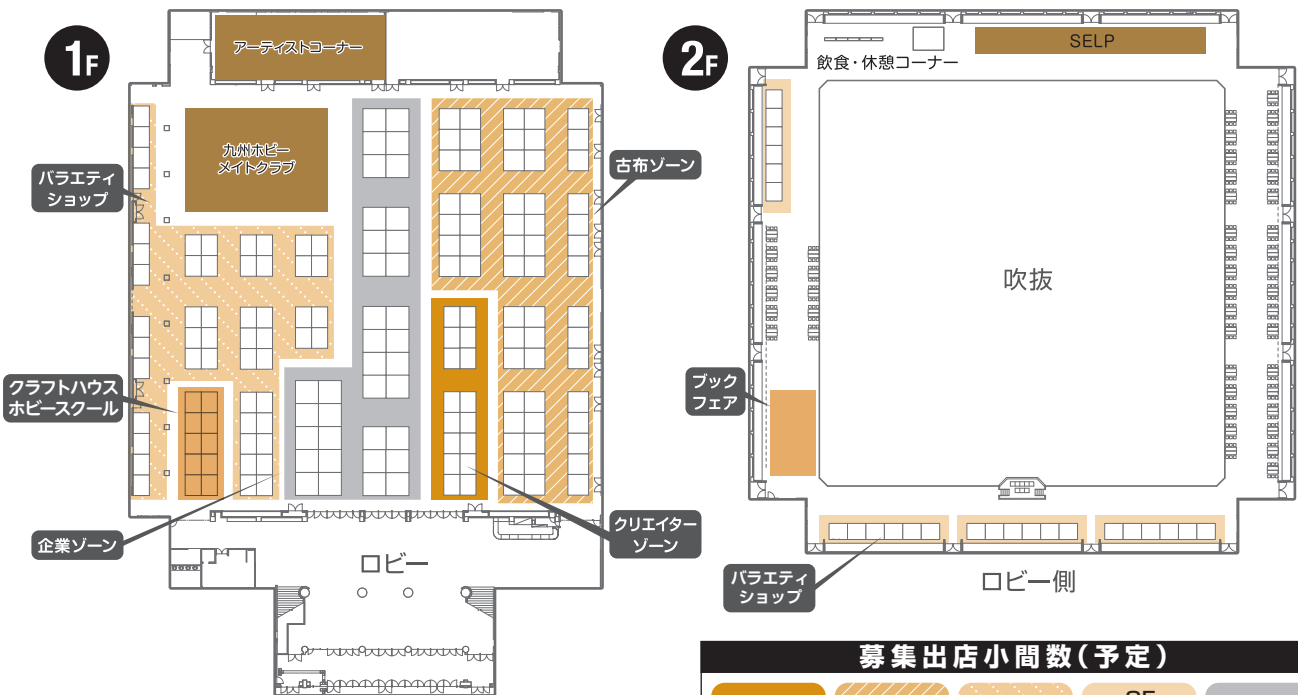 1F
アーティストコーナー
九州ホビー
メイトクラブ
バラエティ
ショップ
古布ゾーン
クラフトハウス
ホビースクール
企業ゾーン
クリエイター
ゾーン
ロビー
2F
SELP
飲食・休憩コーナー
吹抜
ブック
フェア
バラエティ
ショップ
ロビー側
募集出店小間数(予定)